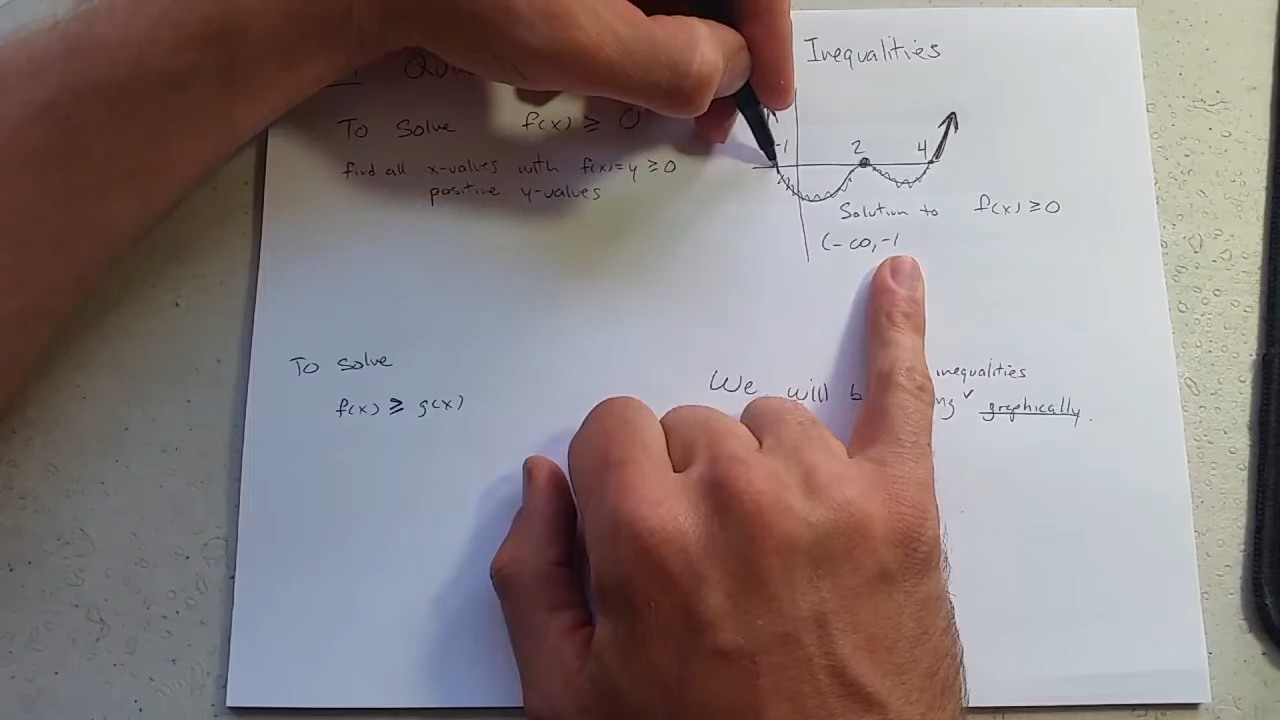 Inequalities
To Solve f(x) ≥ 0
find all x-values with f(x)=y ≥ 0
positive y-values
-1 2 4
Solution to f(x) ≥ 0
(-∞, -1
To solve
f(x) ≥ g(x)
We will
inequalities
graphically.